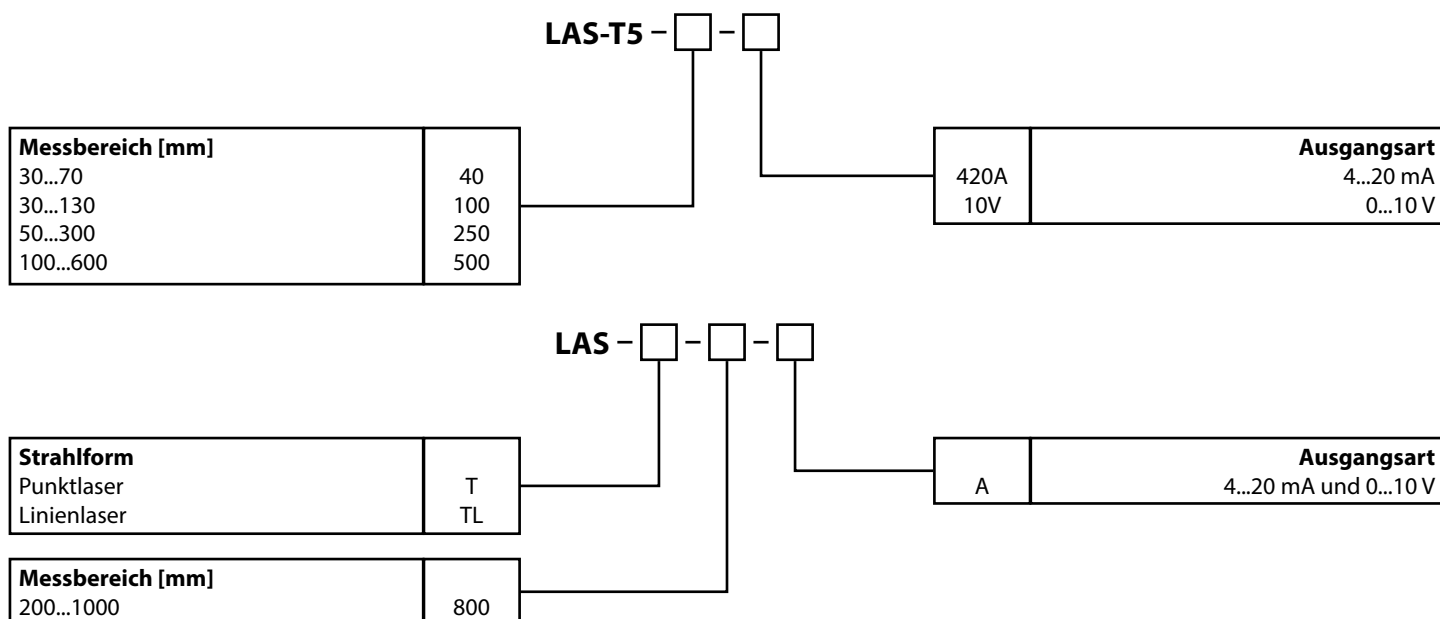 LAS-T5 – –
Messbereich [mm]
30...70 40
30...130 100
50...300 250
100...600 500
Ausgangsart
420A 4...20 mA
10V 0...10 V
LAS – – –
Strahlform
Punktlaser T
Linienlaser TL
Ausgangsart
A 4...20 mA und 0...10 V
Messbereich [mm]
200...1000 800